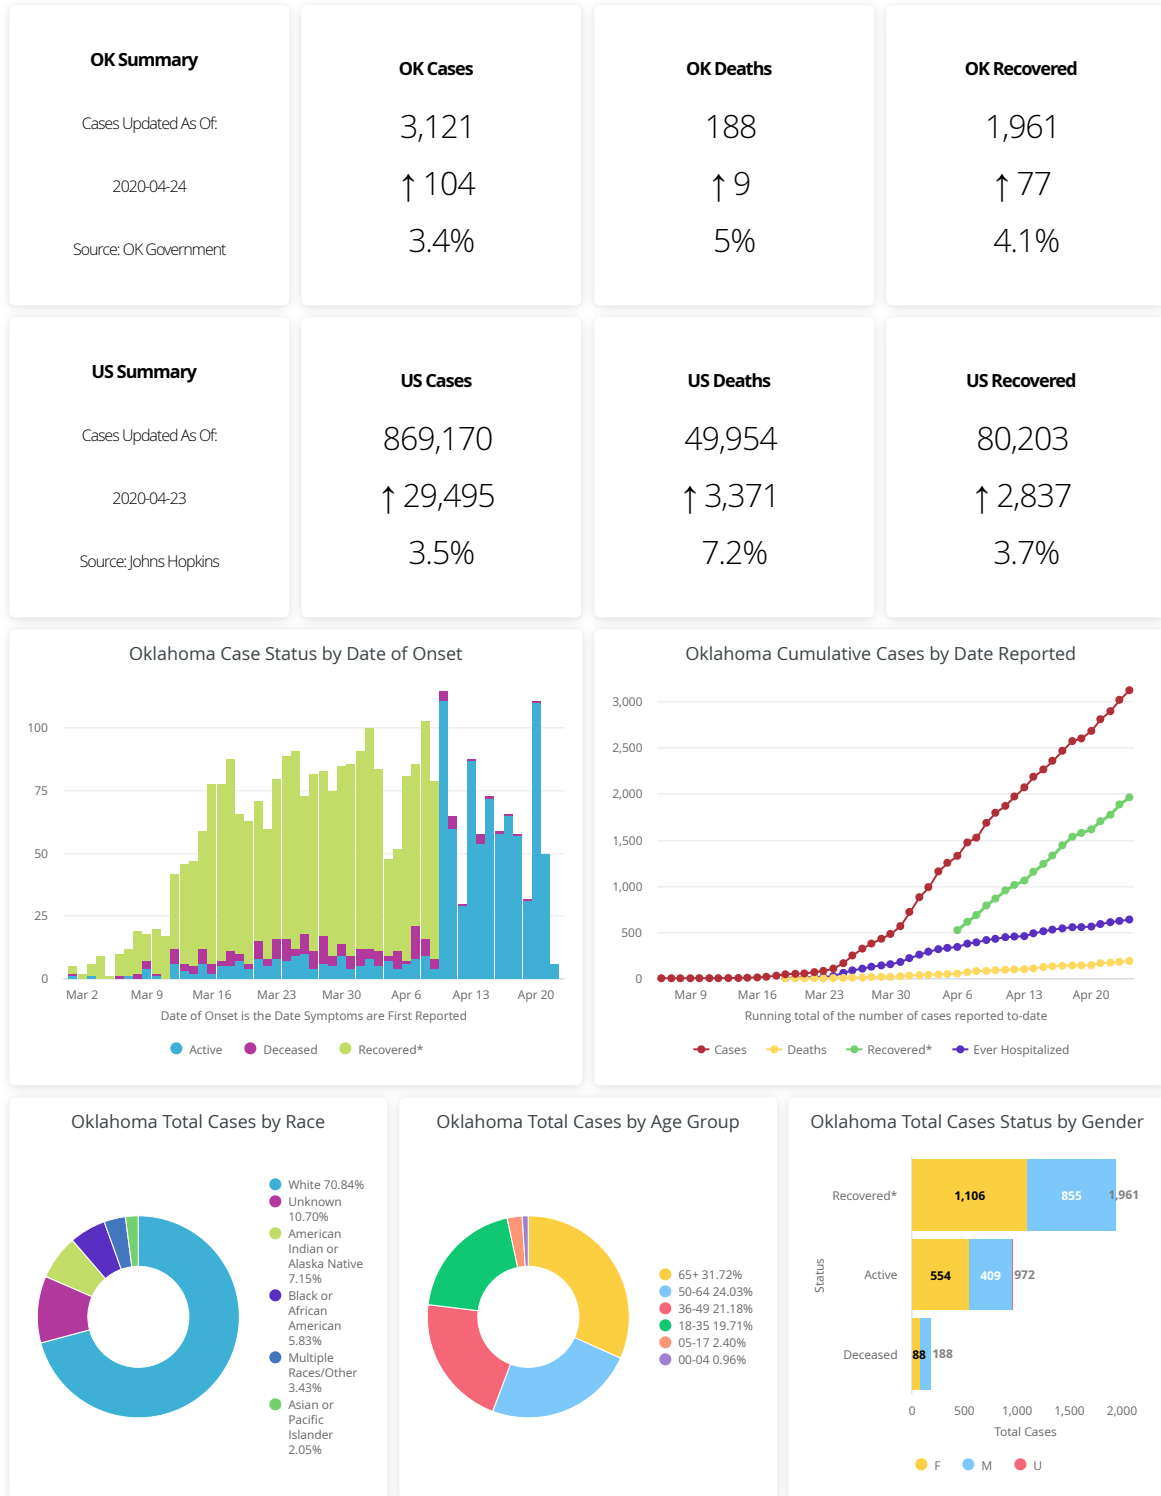 OK Summary
Cases Updated As Of:
2020-04-24
Source: OK Government
OK Cases
3,121
↑ 104
3.4%
OK Deaths
188
↑ 9
5%
OK Recovered
1,961
↑ 77
4.1%
US Summary
Cases Updated As Of:
2020-04-23
Source: Johns Hopkins
US Cases
869,170
↑ 29,495
3.5%
US Deaths
49,954
↑ 3,371
7.2%
US Recovered
80,203
↑ 2,837
3.7%
Oklahoma Case Status by Date of Onset
100
75
50
25
0
Mar 2 Mar 9 Mar 16 Mar 23 Mar 30 Apr 6 Apr 13 Apr 20
Date of Onset is the Date Symptoms are First Reported
Active Deceased Recovered*
Oklahoma Cumulative Cases by Date Reported
3,000
2,500
2,000
1,500
1,000
500
0
Mar 9 Mar 16 Mar 23 Mar 30 Apr 6 Apr 13 Apr 20
Running total of the number of cases reported to-date
Cases Deaths Recovered* Ever Hospitalized
Oklahoma Total Cases by Race
White 70.84%
Unknown
10.70%
American
Indian or
Alaska Native
7.15%
Black or
African
American
5.83%
Multiple
Races/Other
3.43%
Asian or
Pacific
Islander
2.05%
Oklahoma Total Cases by Age Group
65+ 31.72%
50-64 24.03%
36-49 21.18%
18-35 19.71%
05-17 2.40%
00-04 0.96%
Oklahoma Total Cases Status by Gender
Status
Recovered* 1,106 855 1,961
Active 554 409 972
Deceased 88 188
0 500 1,000 1,500 2,000
Total Cases
F M U